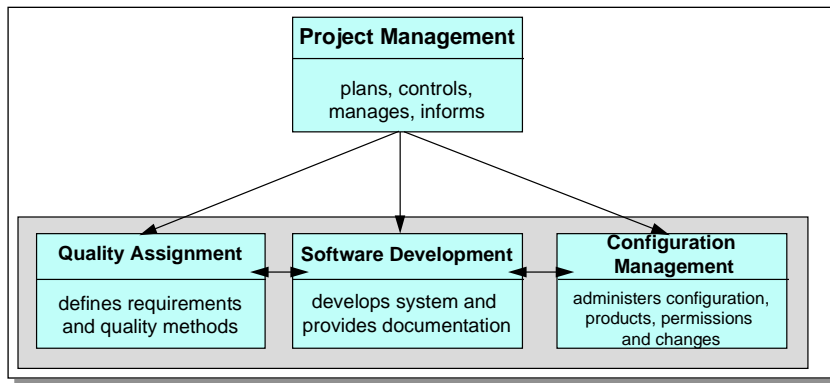 Project Management
plans, controls,
manages, informs
Quality Assignment
defines requirements
and quality methods
Software Development
develops system and
provides documentation
Configuration
Management
administers configuration,
products, permissions
and changes